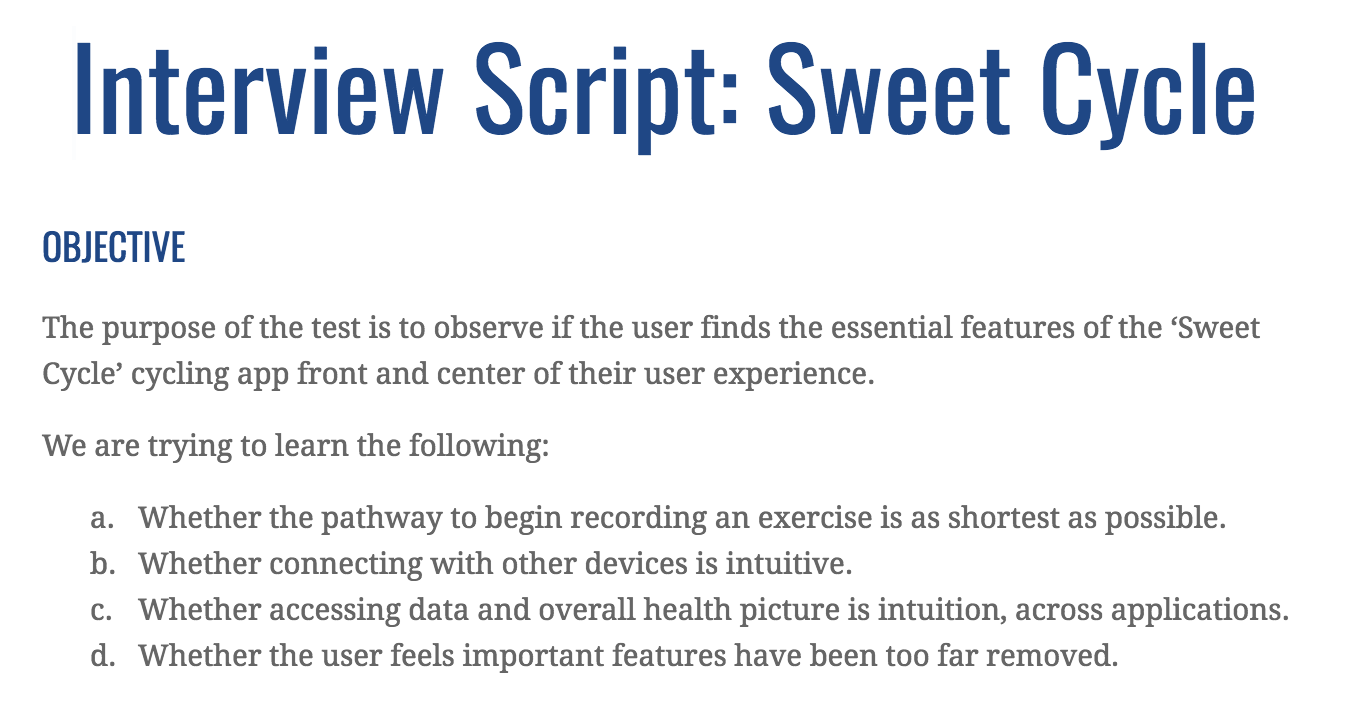 Interview Script: Sweet Cycle
OBJECTIVE
The purpose of the test is to observe if the user finds the essential features of the ‘Sweet
Cycle’ cycling app front and center of their user experience.
We are trying to learn the following:
a. Whether the pathway to begin recording an exercise is as shortest as possible.
b. Whether connecting with other devices is intuitive.
c. Whether accessing data and overall health picture is intuition, across applications.
d. Whether the user feels important features have been too far removed.